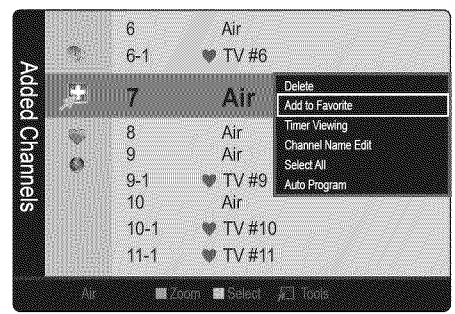 Added Channels
6 Air
6-1 ♥ TV #6
7 Air
8 Air
9 Air
9-1 ♥ TV #9
10 Air
10-1 ♥ TV #10
11-1 ♥ TV #11
Delete
Add to Favorite
Timer Viewing
Channel Name Edit
Select All
Auto Program
Air Zoom Select Tools